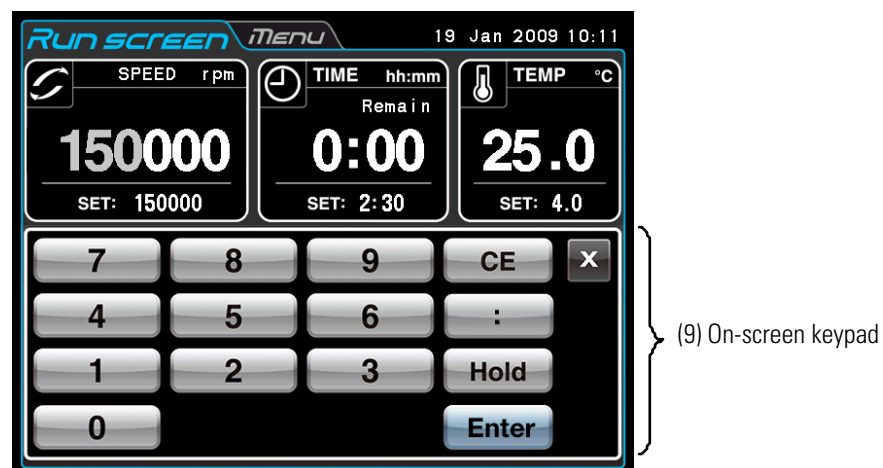 Run screen Menu 19 Jan 2009 10:11
SPEED rpm TIME hh:mm TEMP °C
Remain
150000 0:00 25.0
SET: 150000 SET: 2:30 SET: 4.0
7 8 9 CE X
4 5 6 :
(9) On-screen keypad
1 2 3 Hold
0 Enter